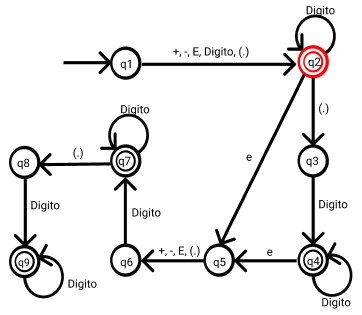 Digito
q1
+, -, E, Digito, (.)
q2
(.)
Digito
e
q8
(.)
q7
q3
Digito
Digito
Digito
q9
q6
+, -, E, (.)
q5
e
q4
Digito
Digito